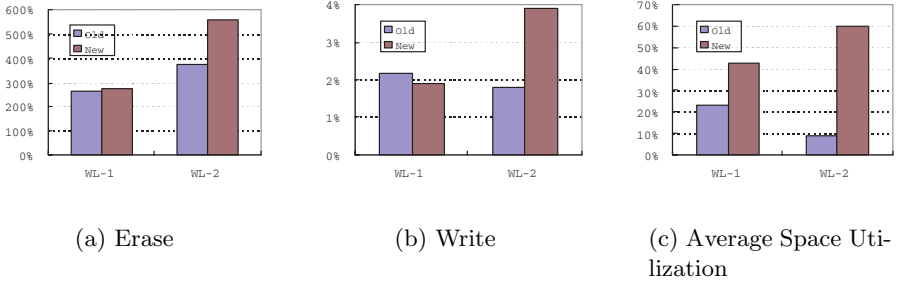 600%
500%
400%
300%
200%
100%
0%
Old
New
WL-1 WL-2
(a) Erase
4%
3%
2%
1%
0%
Old
New
WL-1 WL-2
(b) Write
70%
60%
50%
40%
30%
20%
10%
0%
Old
New
WL-1 WL-2
(c) Average Space Uti-
lization